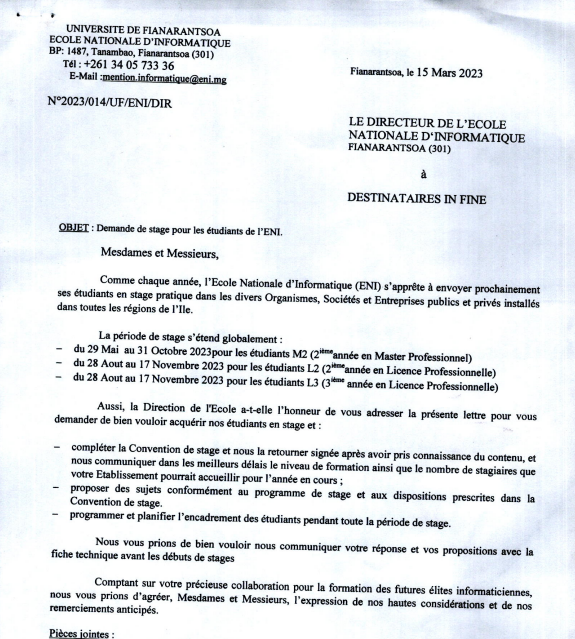 UNIVERSITE DE FIANARANTSOA
ECOLE NATIONALE D'INFORMATIQUE
BP: 1487, Tanambao, Fianarantsoa (301)
Tél : +261 34 05 733 36
E-Mail :mention.informatique@eni.mg
Fianarantsoa, le 15 Mars 2023
N°2023/014/UF/ENI/DIR
LE DIRECTEUR DE L'ECOLE
NATIONALE D'INFORMATIQUE
FIANARANTSOA (301)
à
DESTINATAIRES IN FINE
OBJET : Demande de stage pour les étudiants de l'ENI.
Mesdames et Messieurs,
Comme chaque année, l'Ecole Nationale d'Informatique (ENI) s'apprête à envoyer prochainement
ses étudiants en stage pratique dans les divers Organismes, Sociétés et Entreprises publics et privés installés
dans toutes les régions de l'Ile.
La période de stage s'étend globalement :
– du 29 Mai au 31 Octobre 2023pour les étudiants M2 (2ièmeannée en Master Professionnel)
– du 28 Aout au 17 Novembre 2023 pour les étudiants L2 (2ièmeannée en Licence Professionnelle)
– du 28 Aout au 17 Novembre 2023 pour les étudiants L3 (3ième année en Licence Professionnelle)
Aussi, la Direction de l'Ecole a-t-elle l'honneur de vous adresser la présente lettre pour vous
demander de bien vouloir acquérir nos étudiants en stage et :
– compléter la Convention de stage et nous la retourner signée après avoir pris connaissance du contenu, et
nous communiquer dans les meilleurs délais le niveau de formation ainsi que le nombre de stagiaires que
votre Etablissement pourrait accueillir pour l'année en cours ;
– proposer des sujets conformément au programme de stage et aux dispositions prescrites dans la
Convention de stage.
– programmer et planifier l'encadrement des étudiants pendant toute la période de stage.
Nous vous prions de bien vouloir nous communiquer votre réponse et vos propositions avec la
fiche technique avant les débuts de stages
Comptant sur votre précieuse collaboration pour la formation des futures élites informaticiennes,
nous vous prions d'agréer, Mesdames et Messieurs, l'expression de nos hautes considérations et de nos
remerciements anticipés.
Pièces jointes :